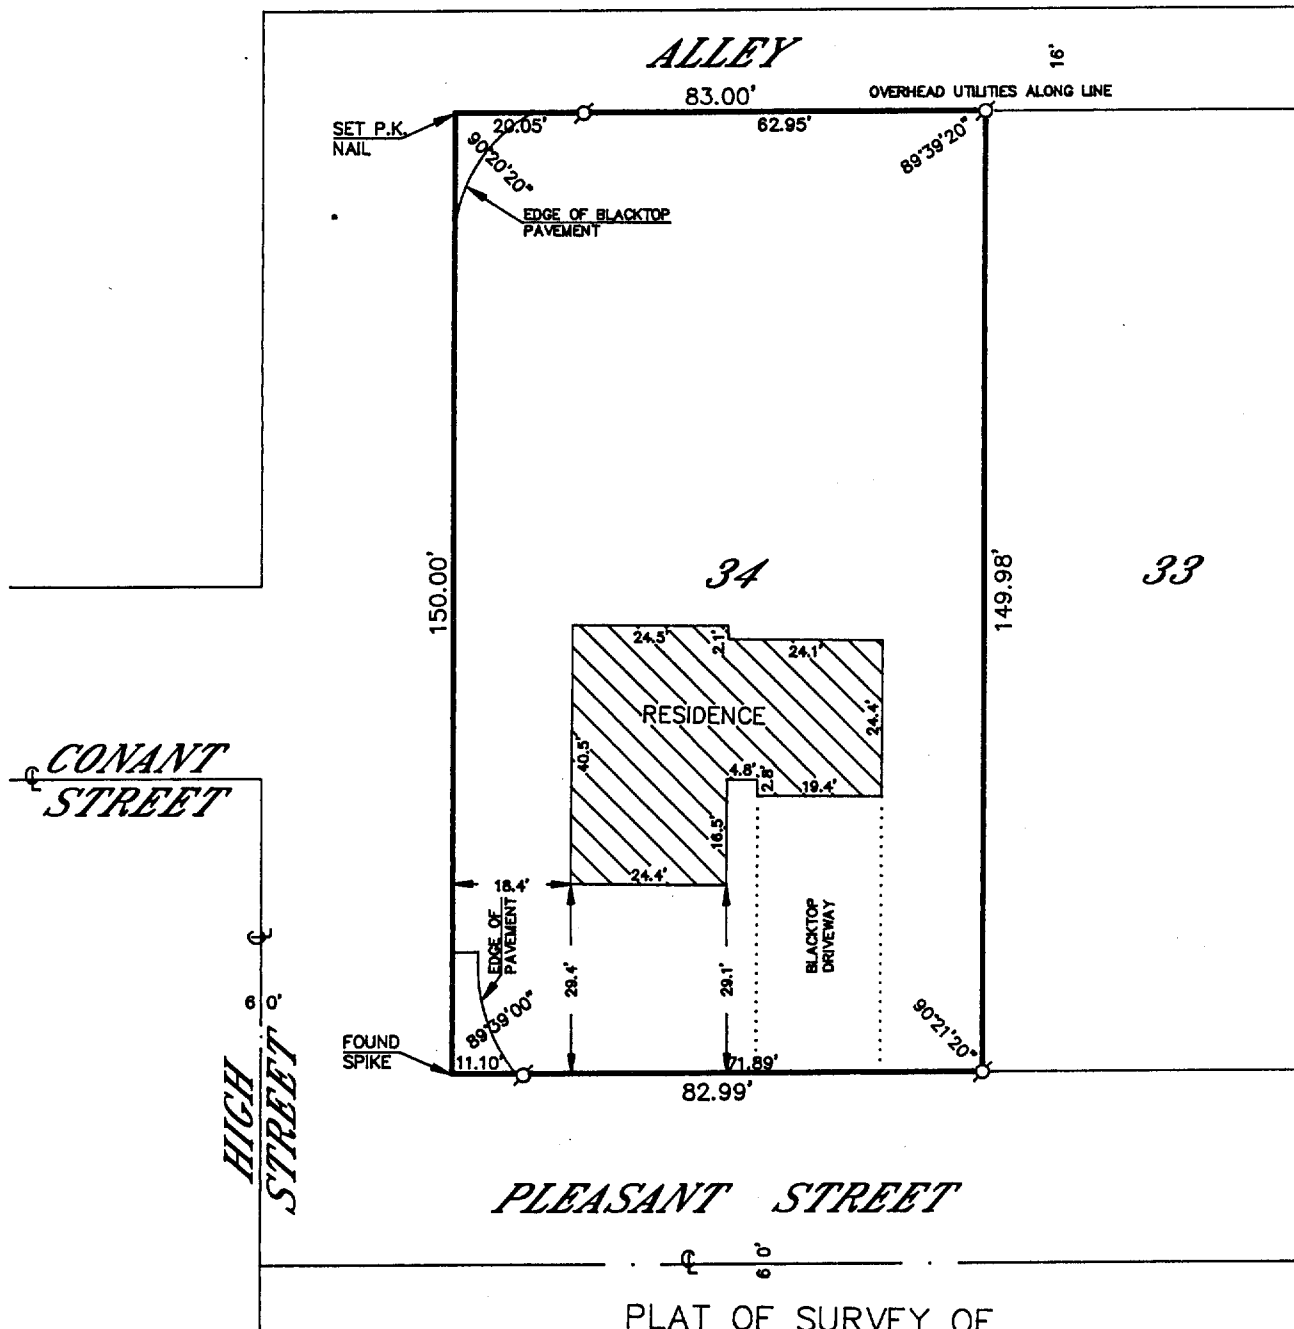 ALLEY
16'
83.00'
OVERHEAD UTILITIES ALONG LINE
SET P.K.
NAIL
20.05'
62.95'
90°20'20"
89°39'20"
EDGE OF BLACKTOP
PAVEMENT
150.00'
34
149.98'
33
24.5'
2.1'
24.1'
RESIDENCE
24.4'
40.5'
4.8'
2.8'
19.4'
16.5'
24.4'
CONANT
STREET
18.4'
EDGE OF
PAVEMENT
BLACKTOP
DRIVEWAY
29.4'
29.1'
60'
89°39'00"
90°21'20"
FOUND
SPIKE
11.10'
71.89'
82.99'
HIGH
STREET
PLEASANT STREET
60'
PLAT OF SURVEY OF